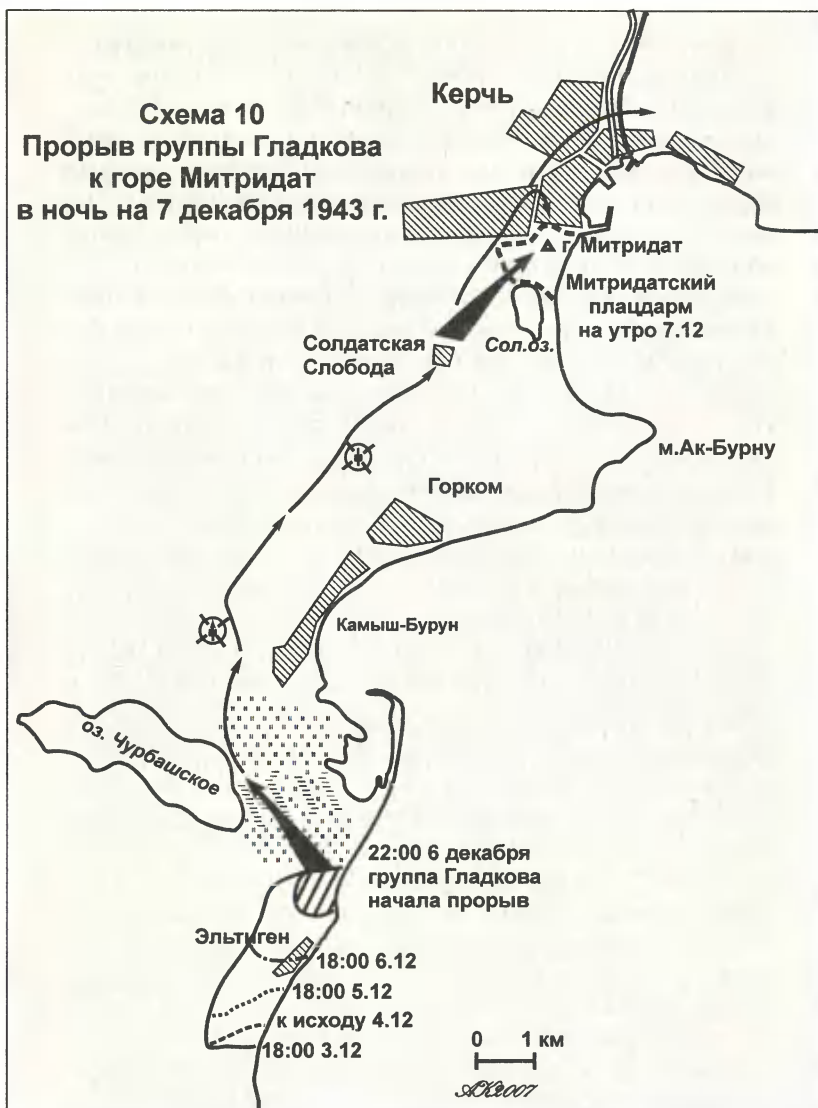 Схема 10
Прорыв группы Гладкова
к горе Митридат
в ночь на 7 декабря 1943 г.
Керчь
г. Митридат
Митридатский
плацдарм
на утро 7.12
Солдатская
Слобода
Сол.оз.
м.Ак-Бурну
Горком
Камыш-Бурун
оз. Чурбашское
22:00 6 декабря
группа Гладкова
начала прорыв
Эльтиген
18:00 6.12
18:00 5.12
к исходу 4.12
18:00 3.12
0 1 км
АК2007